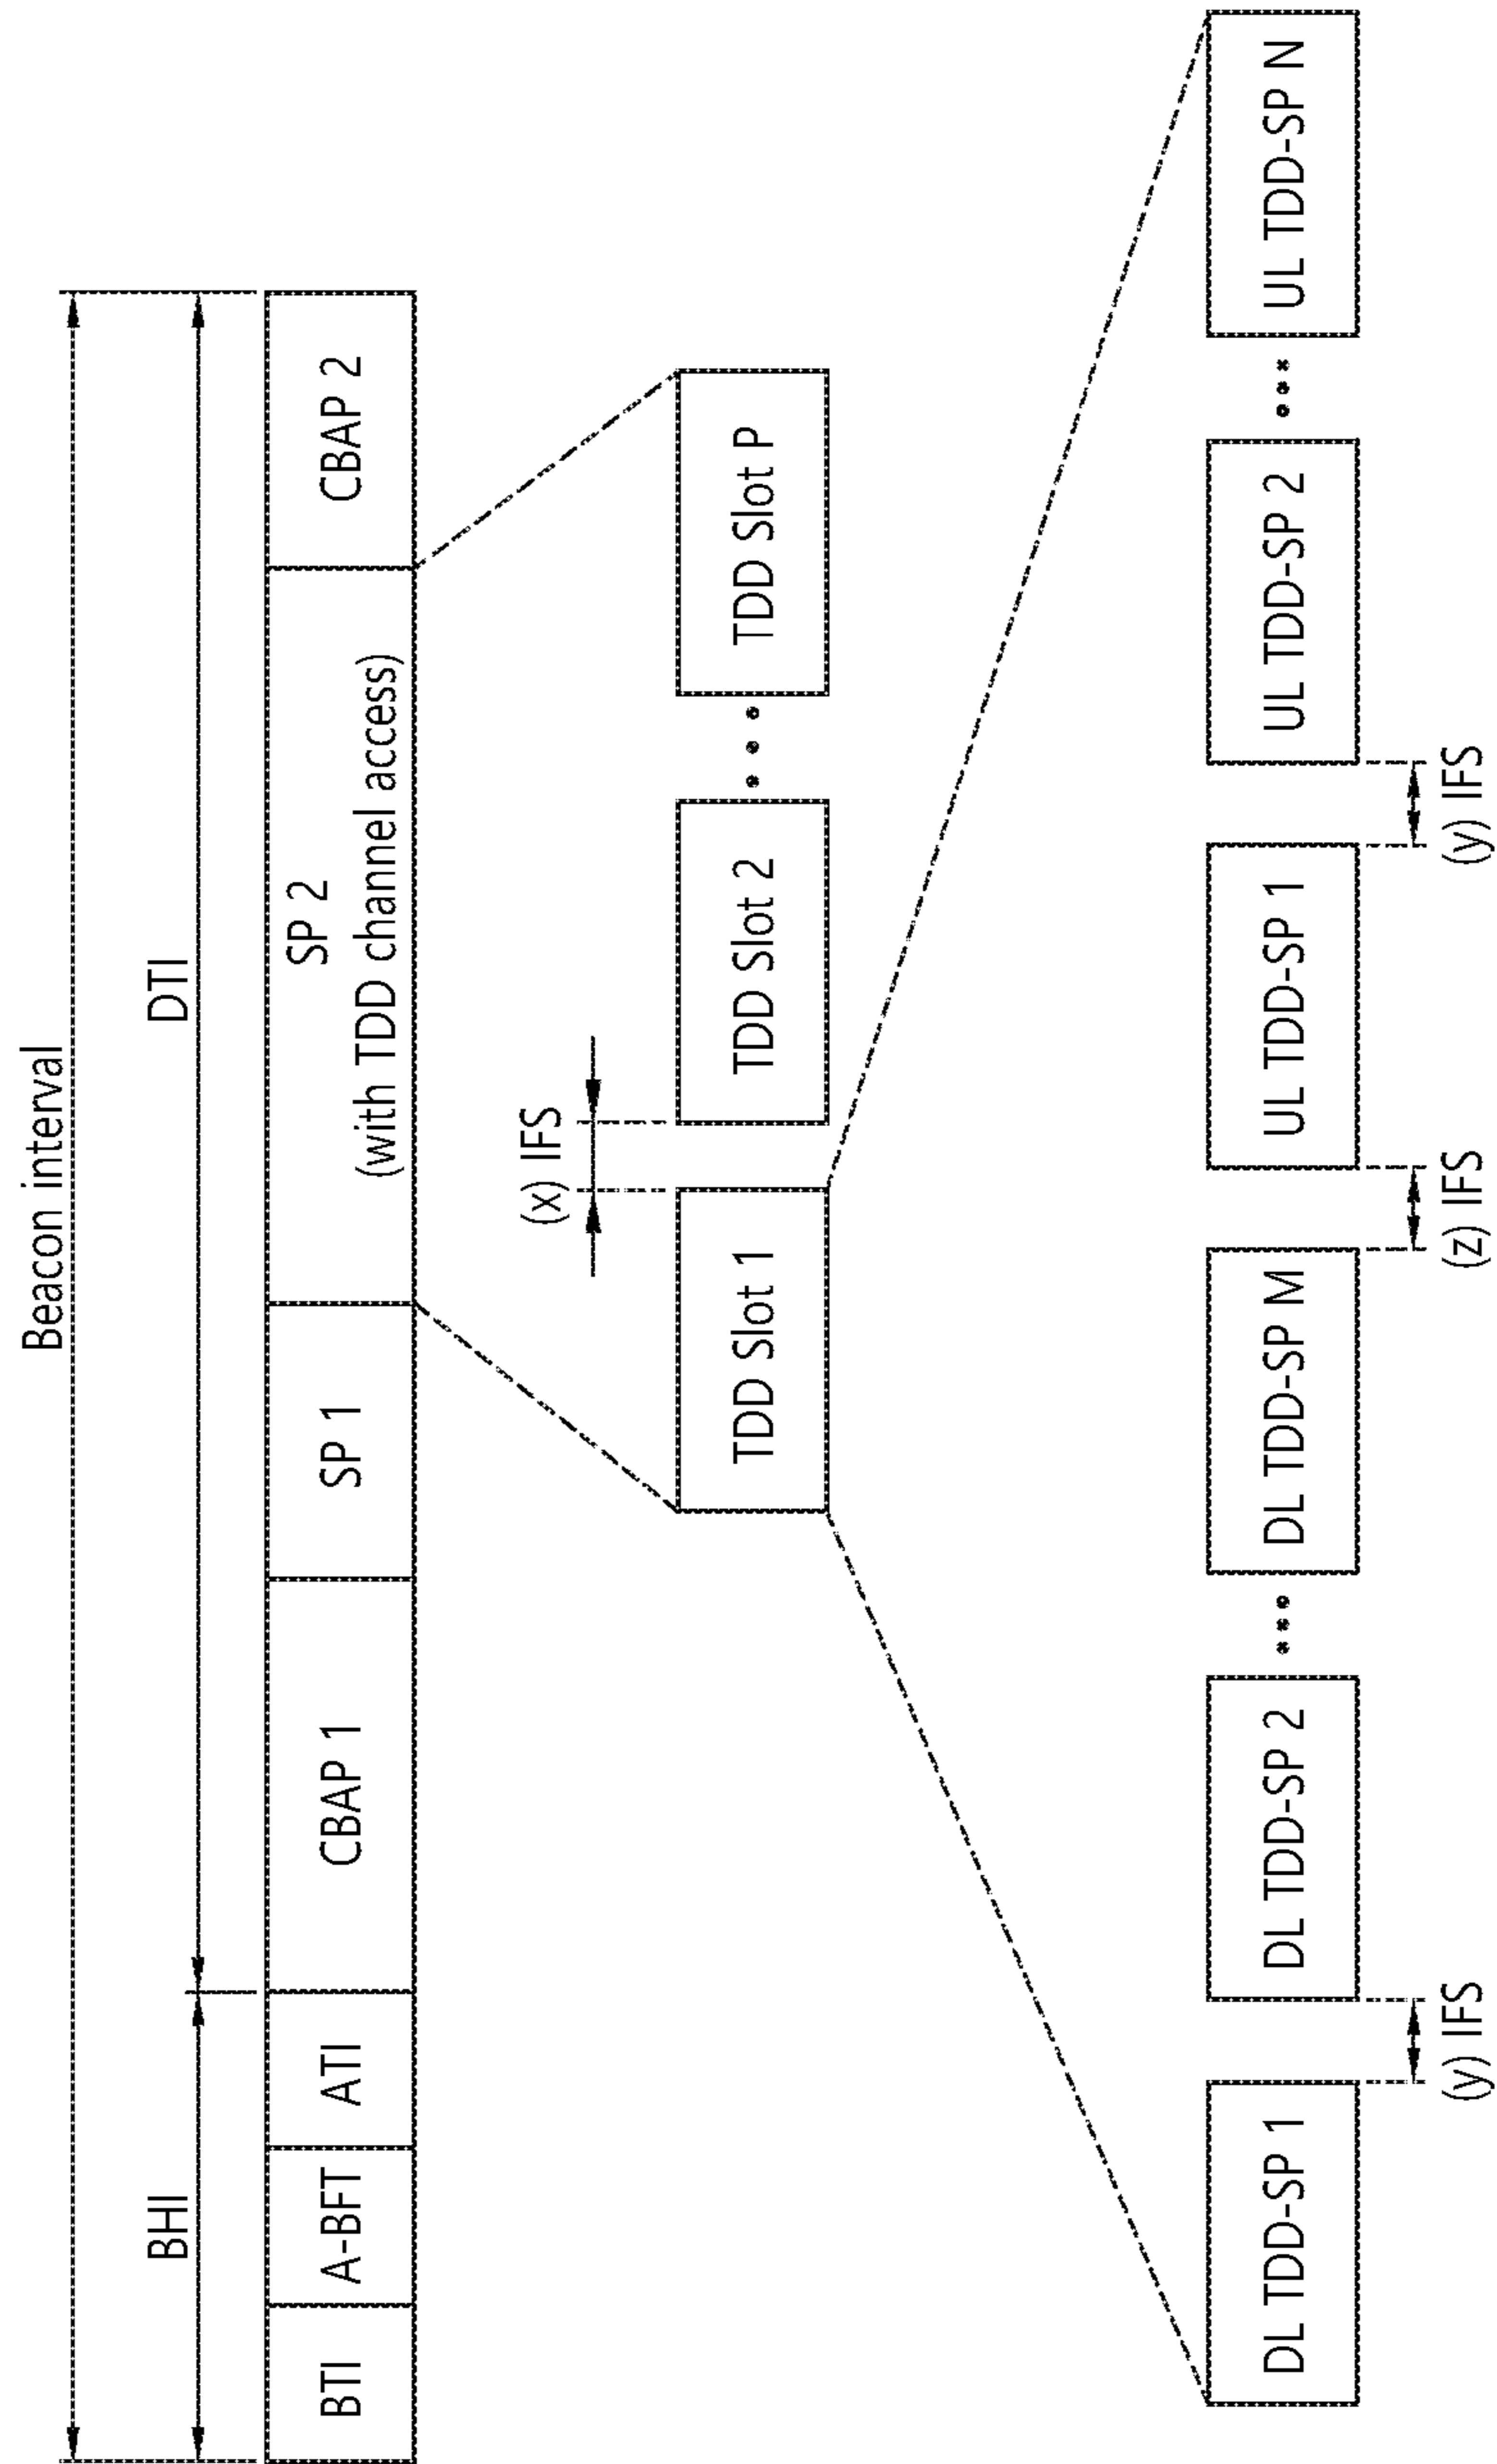 Beacon interval
BHI
DTI
BTI
A-BFT
ATI
CBAP 1
SP 1
SP 2
(with TDD channel access)
CBAP 2
(x) IFS
TDD Slot 1
TDD Slot 2
•••
TDD Slot P
DL TDD-SP 1
DL TDD-SP 2
•••
DL TDD-SP M
UL TDD-SP 1
UL TDD-SP 2
•••
UL TDD-SP N
(y) IFS
(z) IFS
(y) IFS